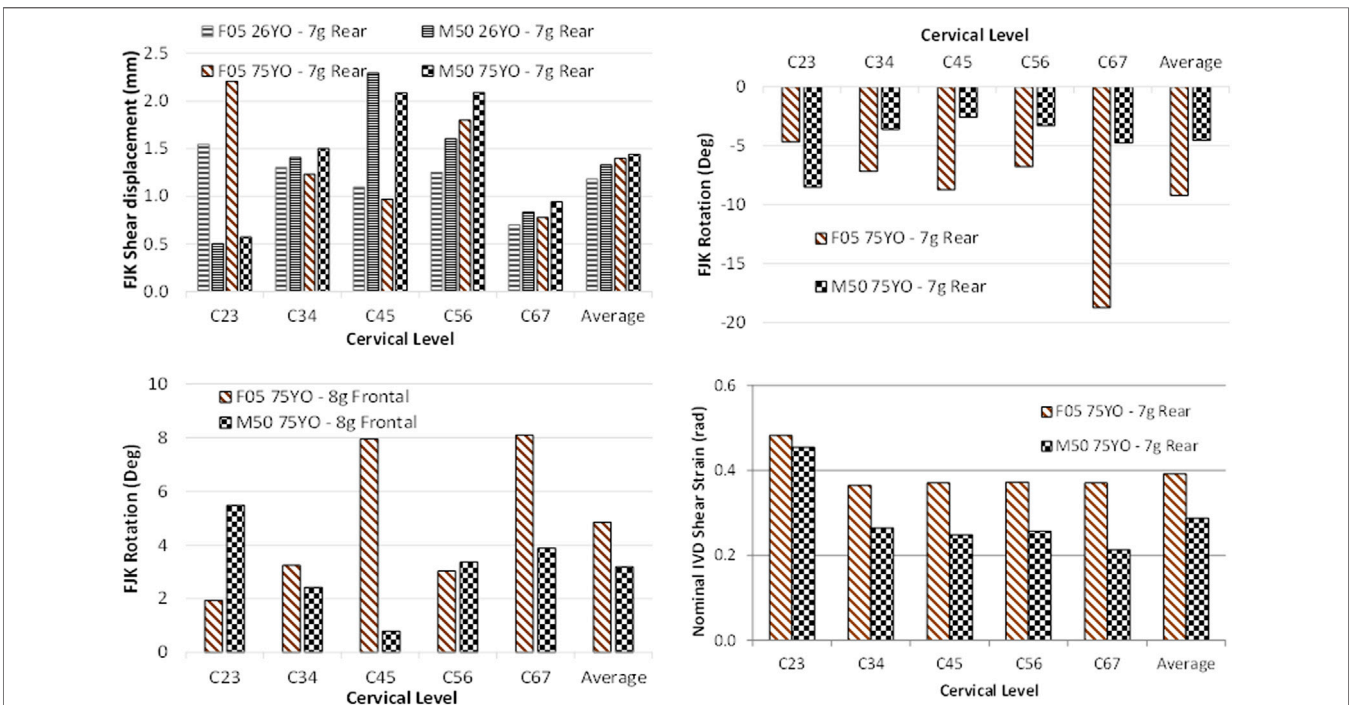 F05 26YO - 7g Rear
M50 26YO - 7g Rear
F05 75YO - 7g Rear
M50 75YO - 7g Rear
FJK Shear displacement (mm)
2.5
2.0
1.5
1.0
0.5
0.0
C23 C34 C45 C56 C67 Average
Cervical Level
Cervical Level
C23 C34 C45 C56 C67 Average
FJK Rotation (Deg)
0
-5
-10
-15
-20
F05 75YO - 7g Rear
M50 75YO - 7g Rear
FJK Rotation (Deg)
10
8
6
4
2
0
F05 75YO - 8g Frontal
M50 75YO - 8g Frontal
C23 C34 C45 C56 C67 Average
Cervical Level
Nominal IVD Shear Strain (rad)
0.6
0.4
0.2
0.0
F05 75YO - 7g Rear
M50 75YO - 7g Rear
C23 C34 C45 C56 C67 Average
Cervical Level